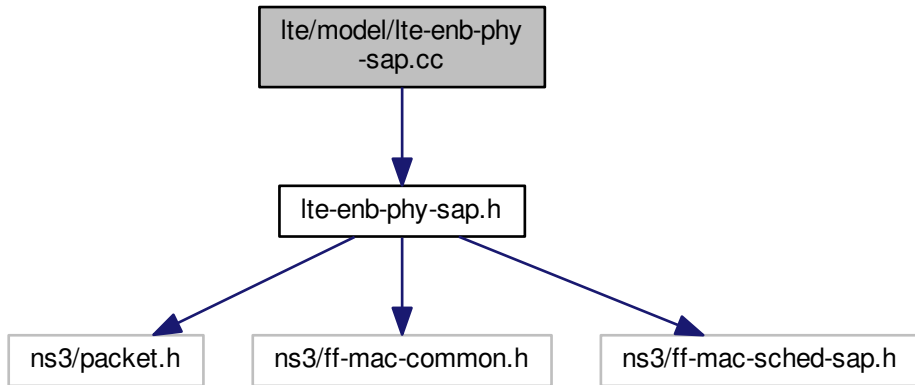 lte/model/lte-enb-phy
-sap.cc
lte-enb-phy-sap.h
ns3/packet.h
ns3/ff-mac-common.h
ns3/ff-mac-sched-sap.h